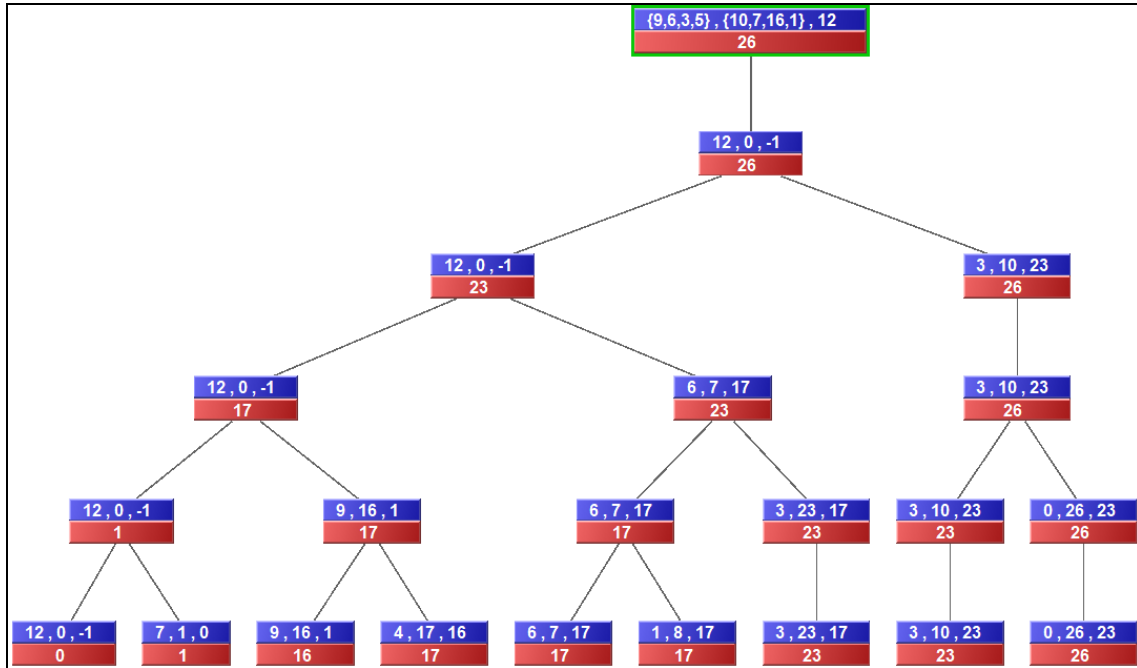 {9,6,3,5} , {10,7,16,1} , 12
26
12 , 0 , -1
26
12 , 0 , -1
23
3 , 10 , 23
26
12 , 0 , -1
17
6 , 7 , 17
23
3 , 10 , 23
26
12 , 0 , -1
1
9 , 16 , 1
17
6 , 7 , 17
17
3 , 23 , 17
23
3 , 10 , 23
23
0 , 26 , 23
26
12 , 0 , -1
0
7 , 1 , 0
1
9 , 16 , 1
16
4 , 17 , 16
17
6 , 7 , 17
17
1 , 8 , 17
17
3 , 23 , 17
23
3 , 10 , 23
23
0 , 26 , 23
26